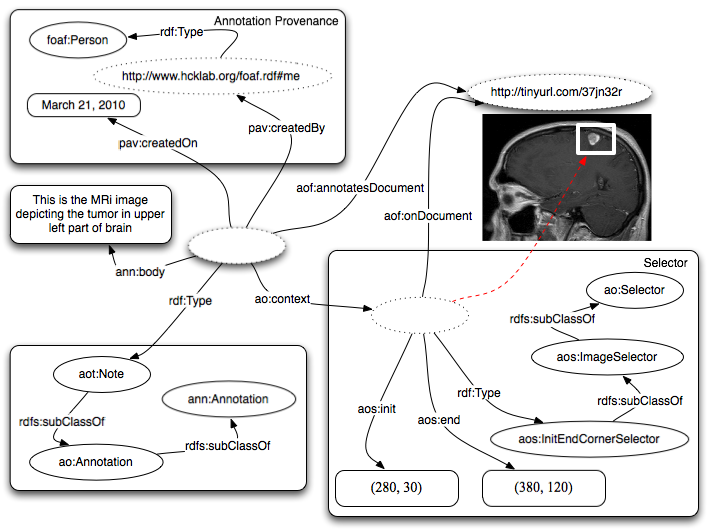 Annotation Provenance
foaf:Person
rdf:Type
http://www.hcklab.org/foaf.rdf#me
March 21, 2010
pav:createdOn
pav:createdBy
http://tinyurl.com/37jn32r
aof:annotatesDocument
aof:onDocument
This is the MRi image
depicting the tumor in upper
left part of brain
ann:body
rdf:Type
ao:context
Selector
ao:Selector
rdfs:subClassOf
aos:ImageSelector
rdfs:subClassOf
aos:InitEndCornerSelector
rdf:Type
aos:init
aos:end
(280, 30)
(380, 120)
aot:Note
rdfs:subClassOf
ao:Annotation
rdfs:subClassOf
ann:Annotation